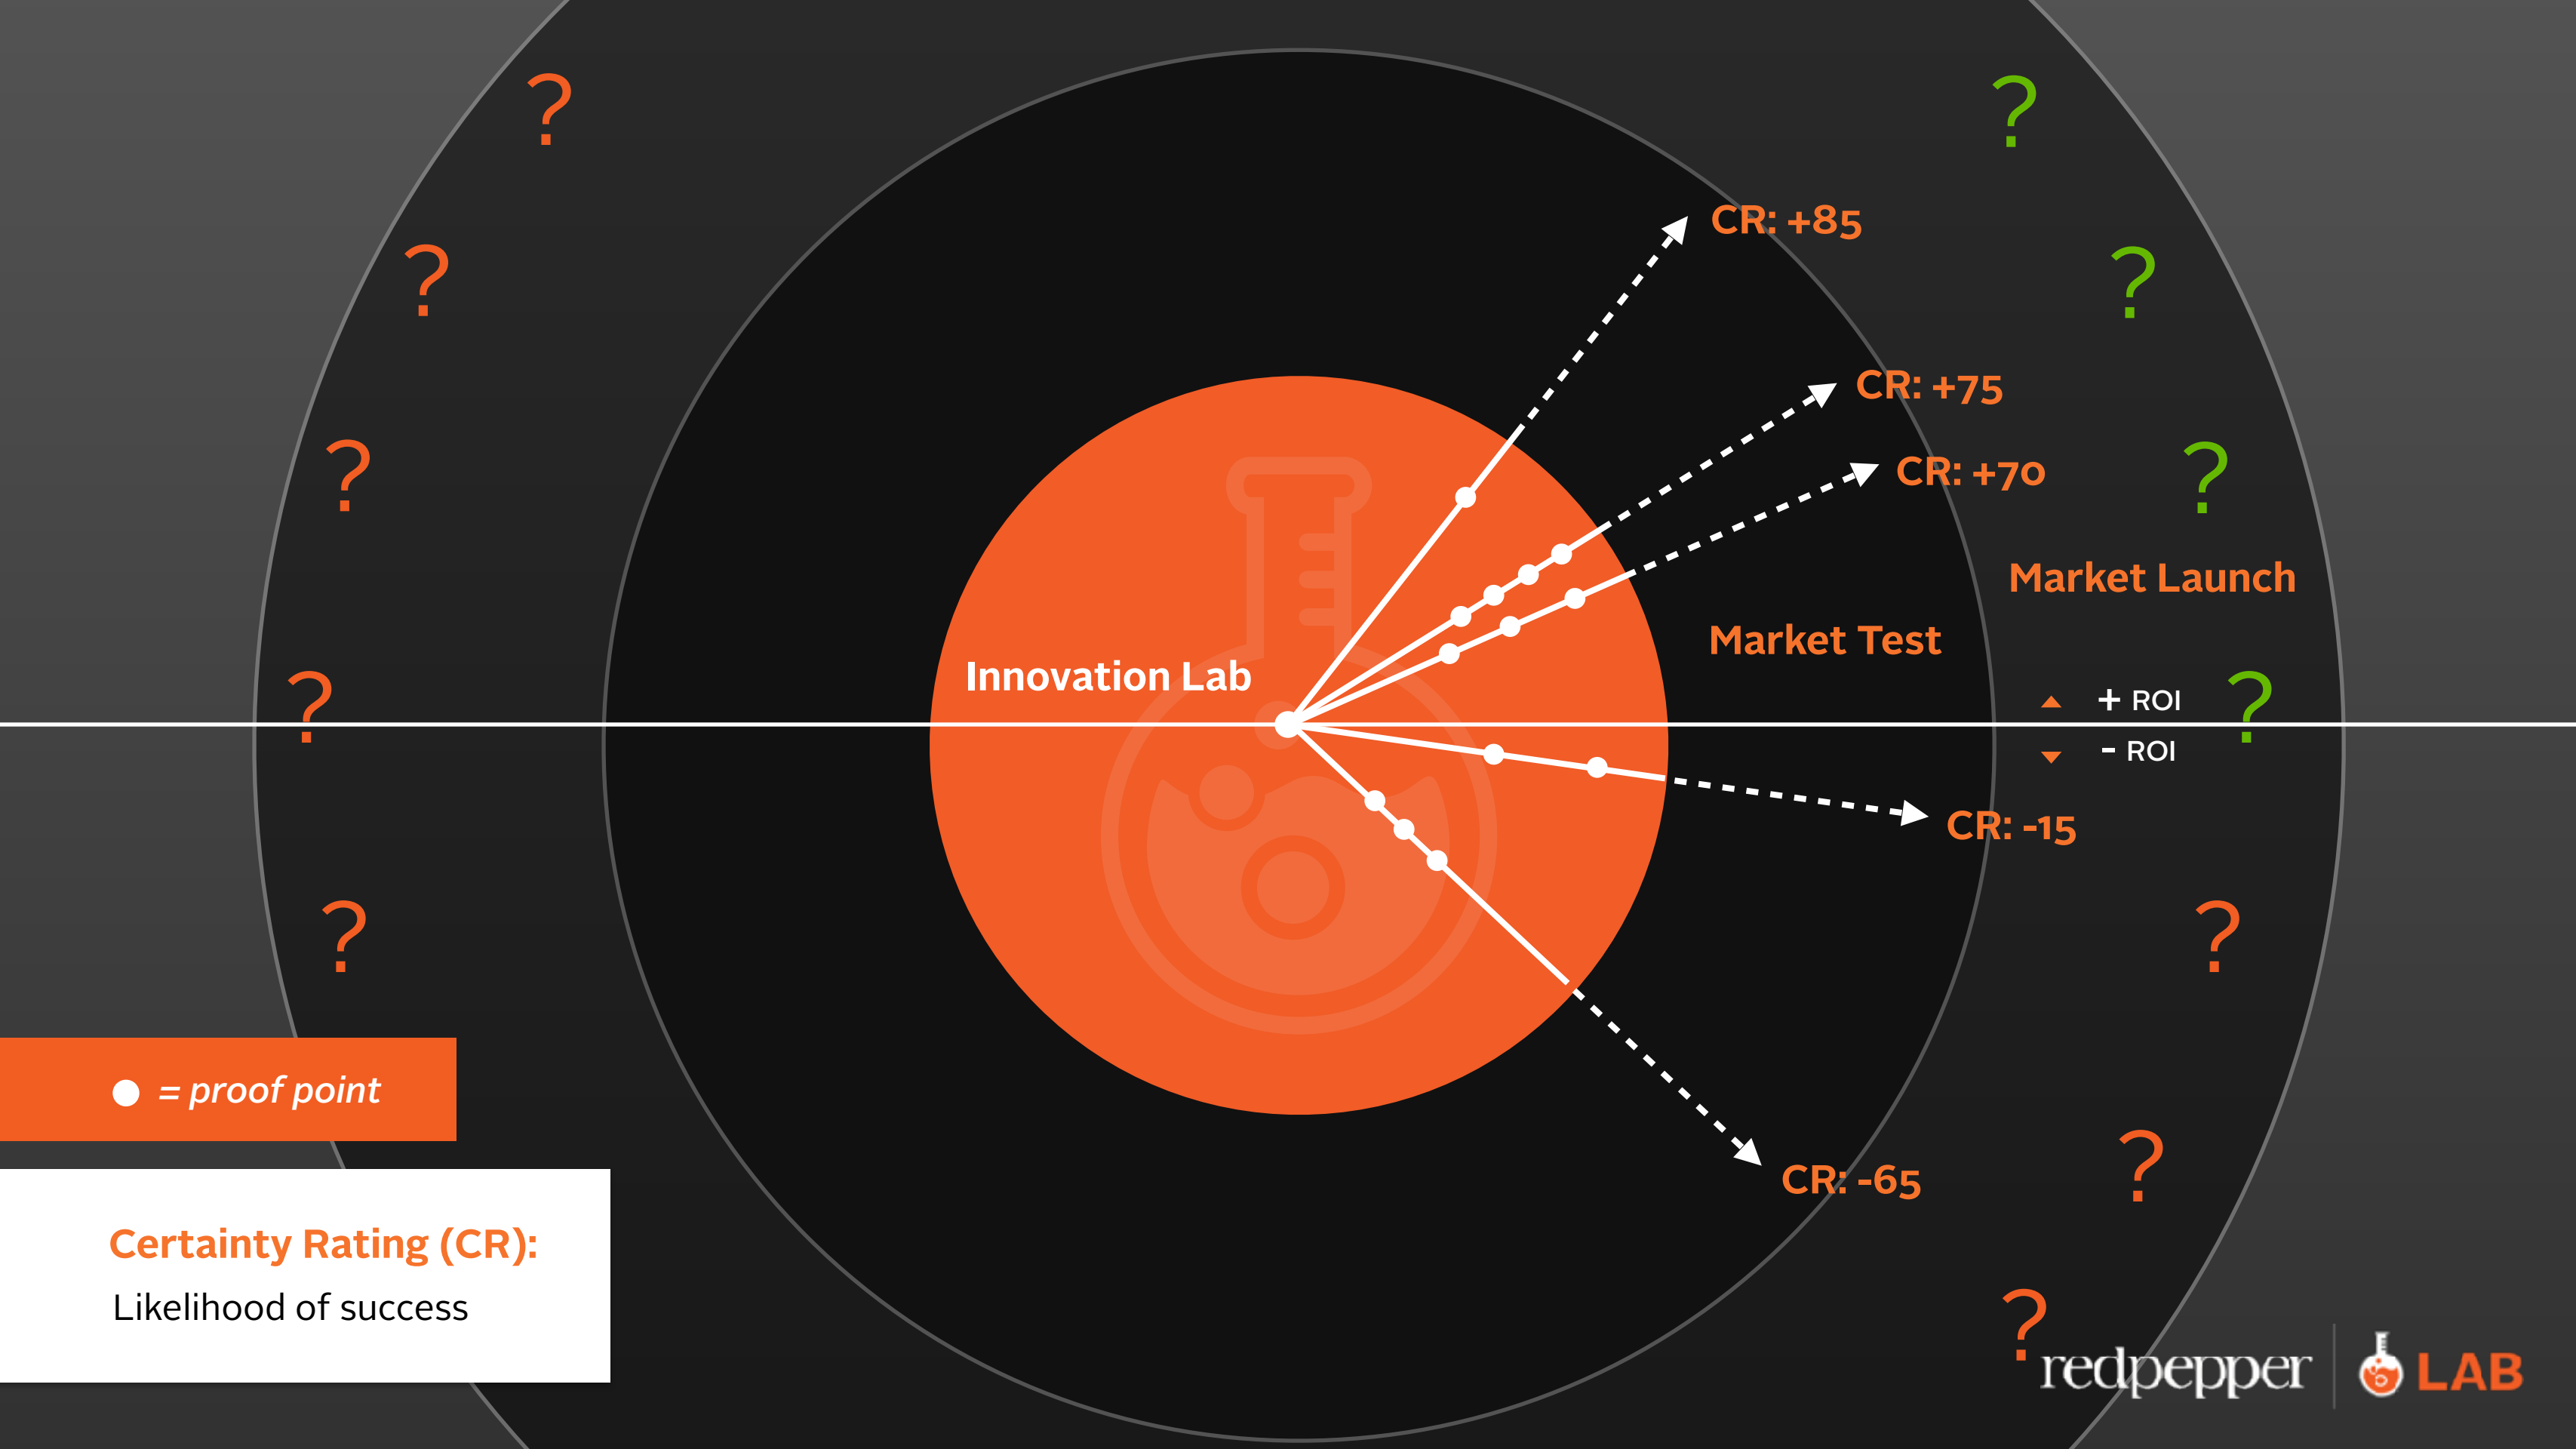 ?
?
?
?
CR: +85
CR: +75
?
?
CR: +70
Market Launch
Market Test
Innovation Lab
?
+ ROI
?
- ROI
CR: -15
?
?
= proof point
?
CR: -65
Certainty Rating (CR):
Likelihood of success
?
redpepper LAB